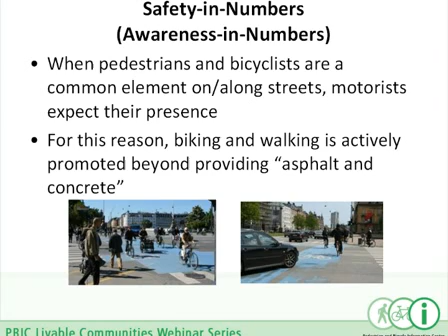 Safety-in-Numbers
(Awareness-in-Numbers)
• When pedestrians and bicyclists are a
common element on/along streets, motorists
expect their presence
• For this reason, biking and walking is actively
promoted beyond providing “asphalt and
concrete”
PBIC Livable Communities Webinar Series
i